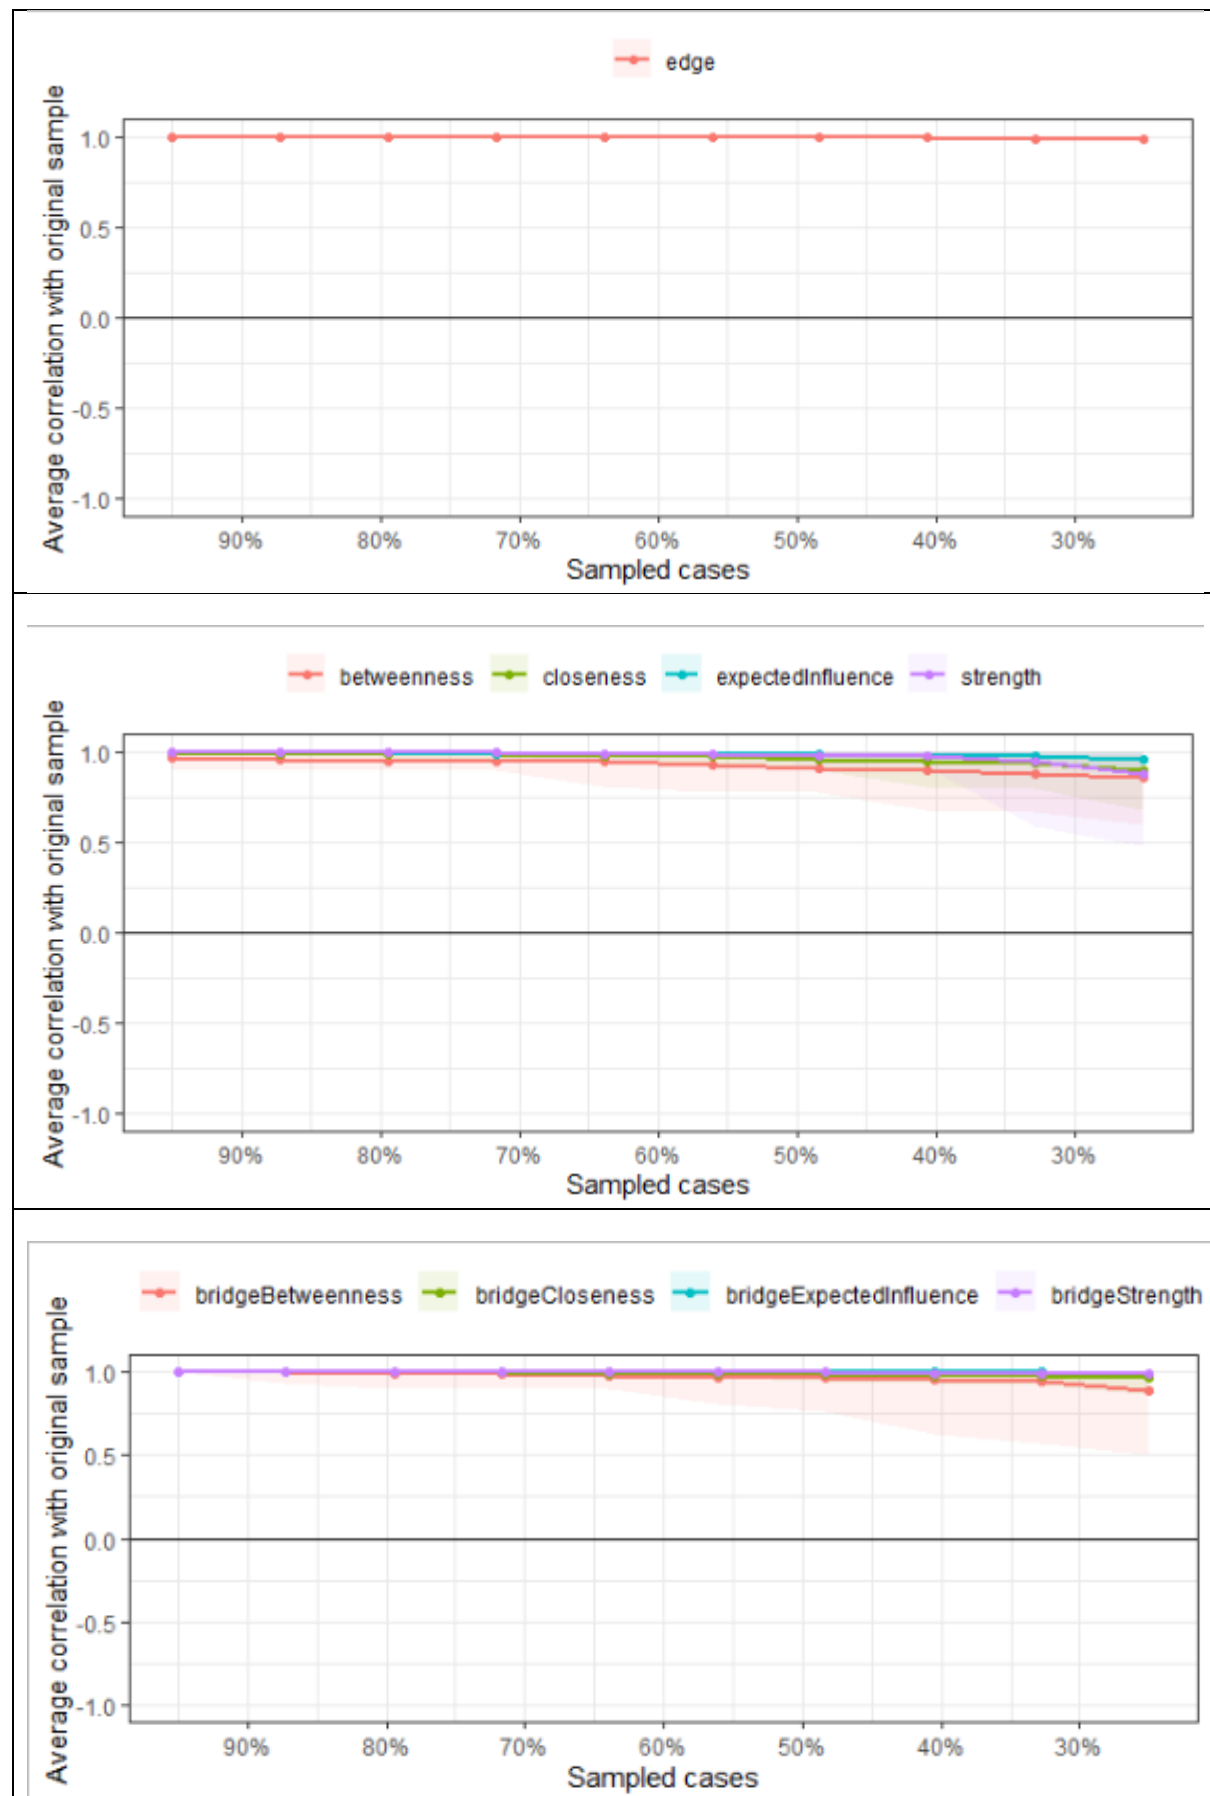 edge
Average correlation with original sample
1.0
0.5
0.0
-0.5
-1.0
90% 80% 70% 60% 50% 40% 30%
Sampled cases
betweenness closeness expectedInfluence strength
Average correlation with original sample
1.0
0.5
0.0
-0.5
-1.0
90% 80% 70% 60% 50% 40% 30%
Sampled cases
bridgeBetweenness bridgeCloseness bridgeExpectedInfluence bridgeStrength
Average correlation with original sample
1.0
0.5
0.0
-0.5
-1.0
90% 80% 70% 60% 50% 40% 30%
Sampled cases